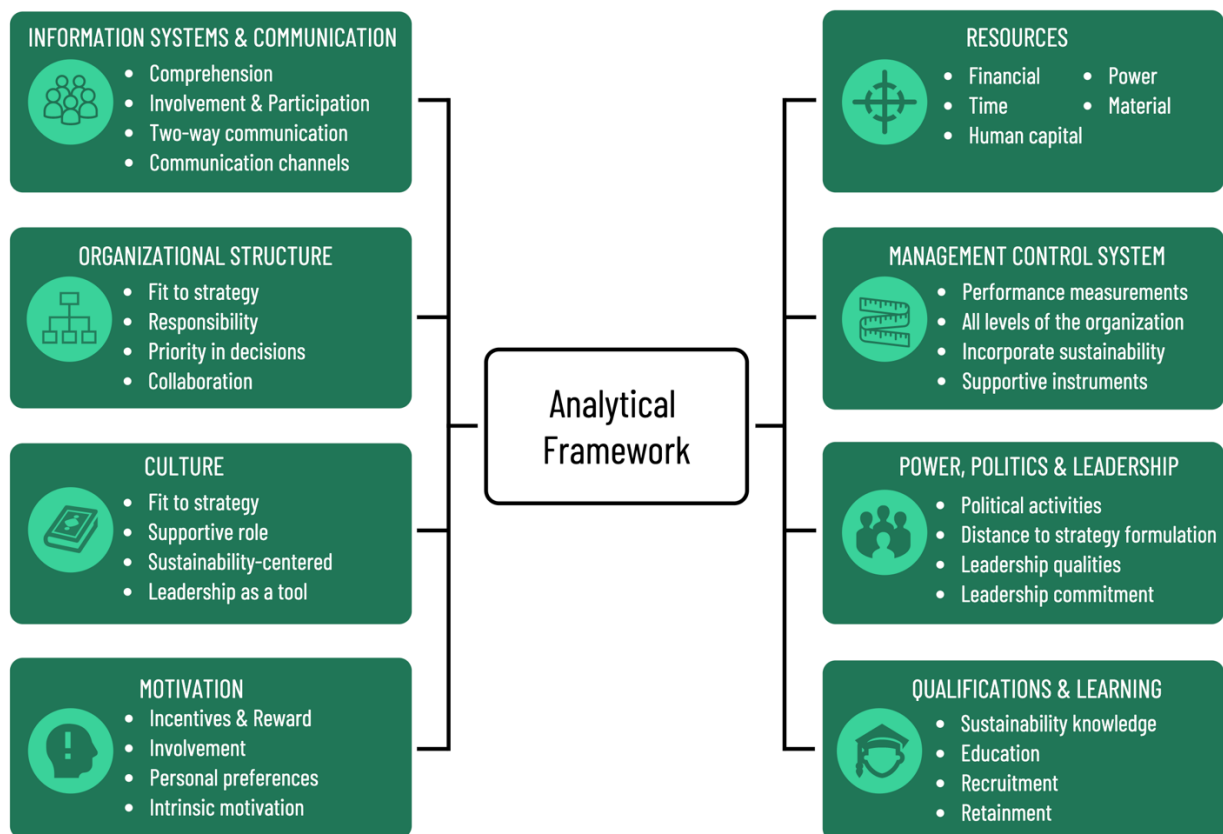 INFORMATION SYSTEMS & COMMUNICATION
• Comprehension
• Involvement & Participation
• Two-way communication
• Communication channels
ORGANIZATIONAL STRUCTURE
• Fit to strategy
• Responsibility
• Priority in decisions
• Collaboration
CULTURE
• Fit to strategy
• Supportive role
• Sustainability-centered
• Leadership as a tool
MOTIVATION
• Incentives & Reward
• Involvement
• Personal preferences
• Intrinsic motivation
Analytical
Framework
RESOURCES
• Financial • Power
• Time • Material
• Human capital
MANAGEMENT CONTROL SYSTEM
• Performance measurements
• All levels of the organization
• Incorporate sustainability
• Supportive instruments
POWER, POLITICS & LEADERSHIP
• Political activities
• Distance to strategy formulation
• Leadership qualities
• Leadership commitment
QUALIFICATIONS & LEARNING
• Sustainability knowledge
• Education
• Recruitment
• Retainment